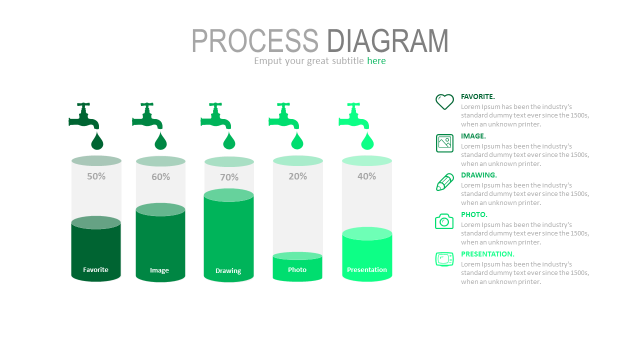 PROCESS DIAGRAM
Emput your great subtitle here
50%
60%
70%
20%
40%
Favorite
Image
Drawing
Photo
Presentation
FAVORITE.
Lorem Ipsum has been the industry's
standard dummy text ever since the 1500s,
when an unknown printer.
IMAGE.
Lorem Ipsum has been the industry's
standard dummy text ever since the 1500s,
when an unknown printer.
DRAWING.
Lorem Ipsum has been the industry's
standard dummy text ever since the 1500s,
when an unknown printer.
PHOTO.
Lorem Ipsum has been the industry's
standard dummy text ever since the 1500s,
when an unknown printer.
PRESENTATION.
Lorem Ipsum has been the industry's
standard dummy text ever since the 1500s,
when an unknown printer.